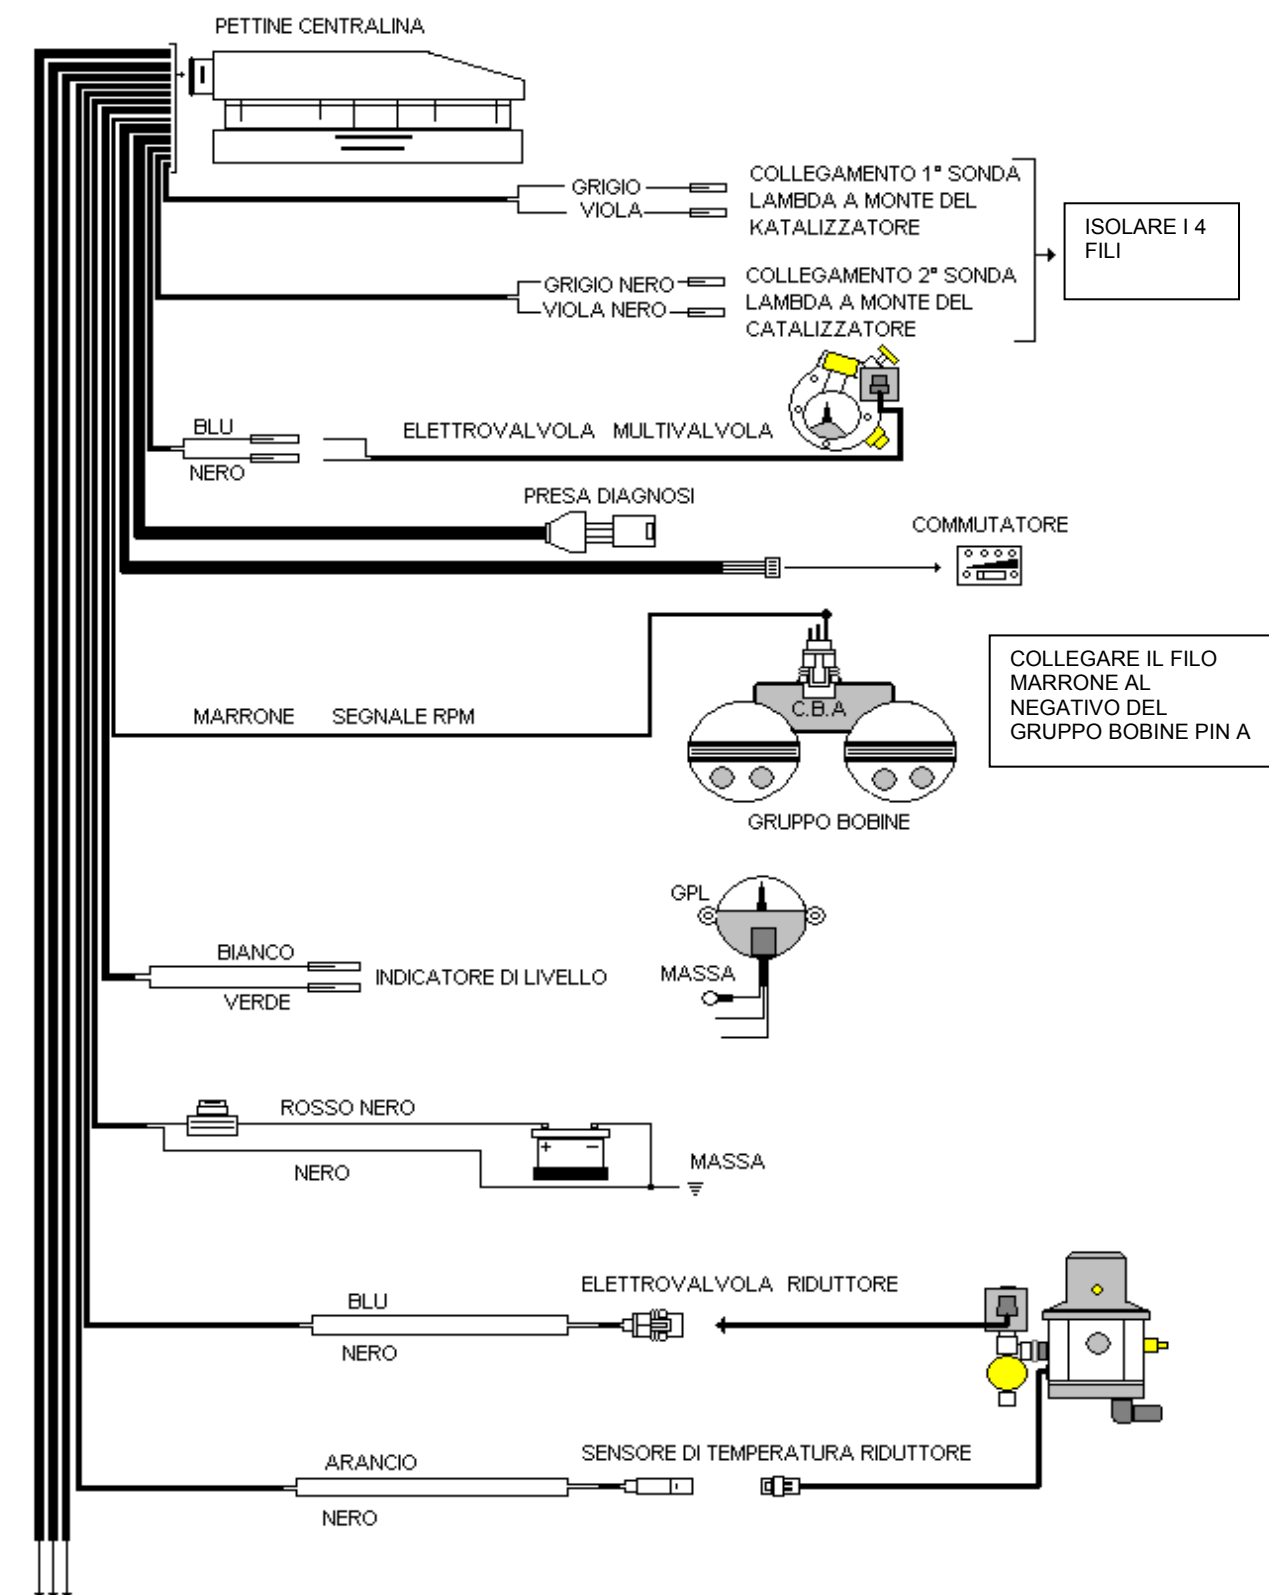 PETTINE CENTRALINA
GRIGIO
VIOLA
COLLEGAMENTO 1ª SONDA
LAMBDA A MONTE DEL
KATALIZZATORE
ISOLARE I 4
FILI
GRIGIO NERO
VIOLA NERO
COLLEGAMENTO 2ª SONDA
LAMBDA A MONTE DEL
CATALIZZATORE
BLU
NERO
ELETTROVALVOLA MULTIVALVOLA
PRESA DIAGNOSI
COMMUTATORE
COLLEGARE IL FILO
MARRONE AL
NEGATIVO DEL
GRUPPO BOBINE PIN A
MARRONE SEGNALE RPM
C.B.A
GRUPPO BOBINE
GPL
MASSA
BIANCO
VERDE
INDICATORE DI LIVELLO
ROSSO NERO
NERO
+ −
MASSA
ELETTROVALVOLA RIDUTTORE
BLU
NERO
SENSORE DI TEMPERATURA RIDUTTORE
ARANCIO
NERO